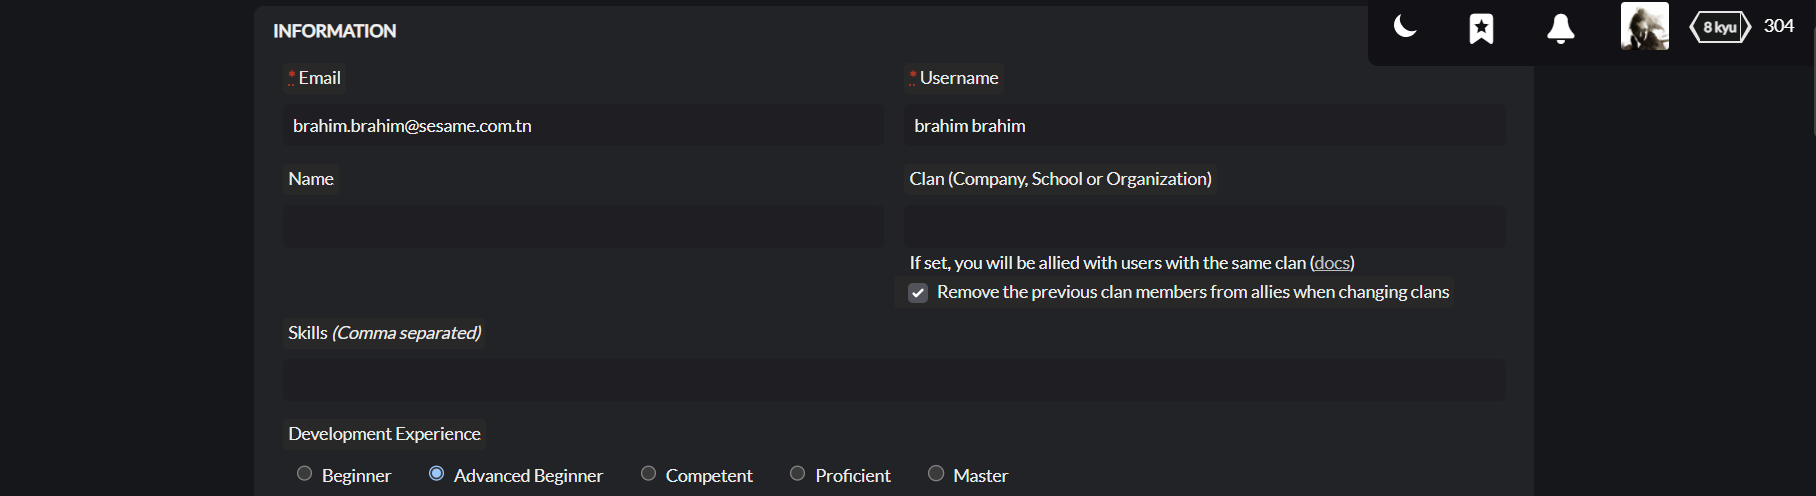 INFORMATION
8 kyu
304
* Email
* Username
brahim.brahim@sesame.com.tn
brahim brahim
Name
Clan (Company, School or Organization)
If set, you will be allied with users with the same clan (docs)
Remove the previous clan members from allies when changing clans
Skills (Comma separated)
Development Experience
Beginner
Advanced Beginner
Competent
Proficient
Master